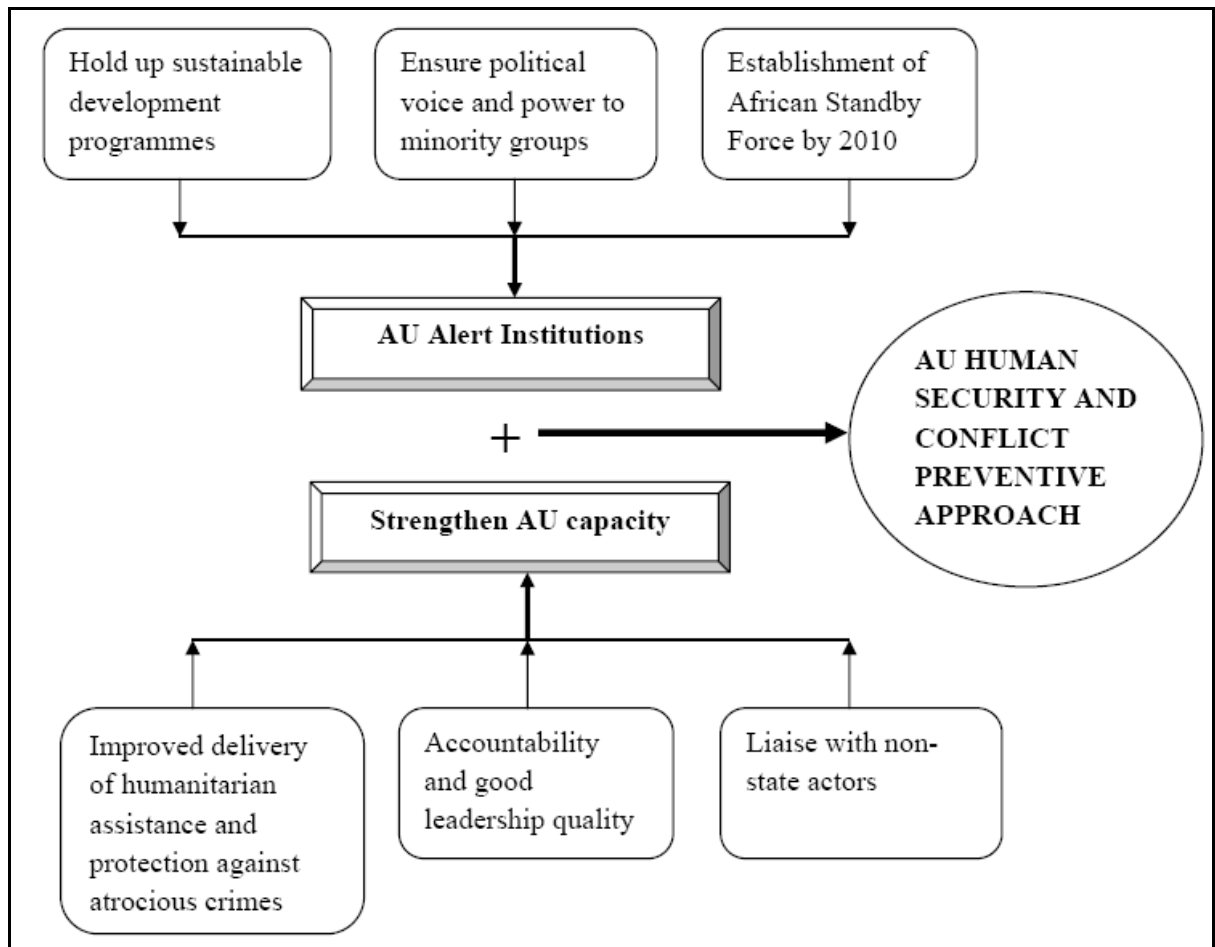 Hold up sustainable
development
programmes
Ensure political
voice and power to
minority groups
Establishment of
African Standby
Force by 2010
AU Alert Institutions
+
AU HUMAN
SECURITY AND
CONFLICT
PREVENTIVE
APPROACH
Strengthen AU capacity
Improved delivery
of humanitarian
assistance and
protection against
atrocious crimes
Accountability
and good
leadership quality
Liaise with non-
state actors